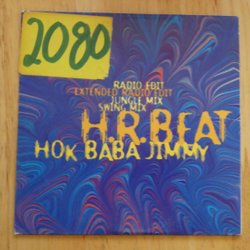 2080
RADIO EDIT
EXTENDED RADIO EDIT
JUNGLE MIX
SWING MIX
H.R.BEAT
HOK BABA JIMMY